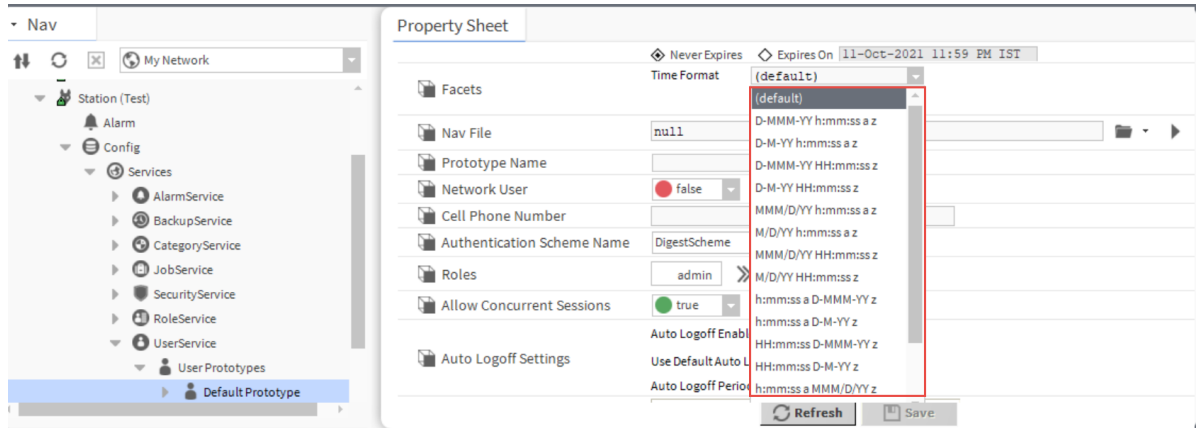 Nav
My Network
Station (Test)
Alarm
Config
Services
AlarmService
BackupService
CategoryService
JobService
SecurityService
RoleService
UserService
User Prototypes
Default Prototype
Property Sheet
Never Expires Expires On 11-Oct-2021 11:59 PM IST
Facets
Time Format (default)
(default)
D-MMM-YY h:mm:ss a z
D-M-YY h:mm:ss a z
D-MMM-YY HH:mm:ss z
D-M-YY HH:mm:ss z
MMM/D/YY h:mm:ss a z
M/D/YY h:mm:ss a z
MMM/D/YY HH:mm:ss z
M/D/YY HH:mm:ss z
h:mm:ss a D-MMM-YY z
h:mm:ss a D-M-YY z
HH:mm:ss D-MMM-YY z
HH:mm:ss D-M-YY z
h:mm:ss a MMM/D/YY z
Nav File null
Prototype Name
Network User false
Cell Phone Number
Authentication Scheme Name DigestScheme
Roles admin
Allow Concurrent Sessions true
Auto Logoff Settings
Auto Logoff Enabl
Use Default Auto L
Auto Logoff Perio
Refresh Save